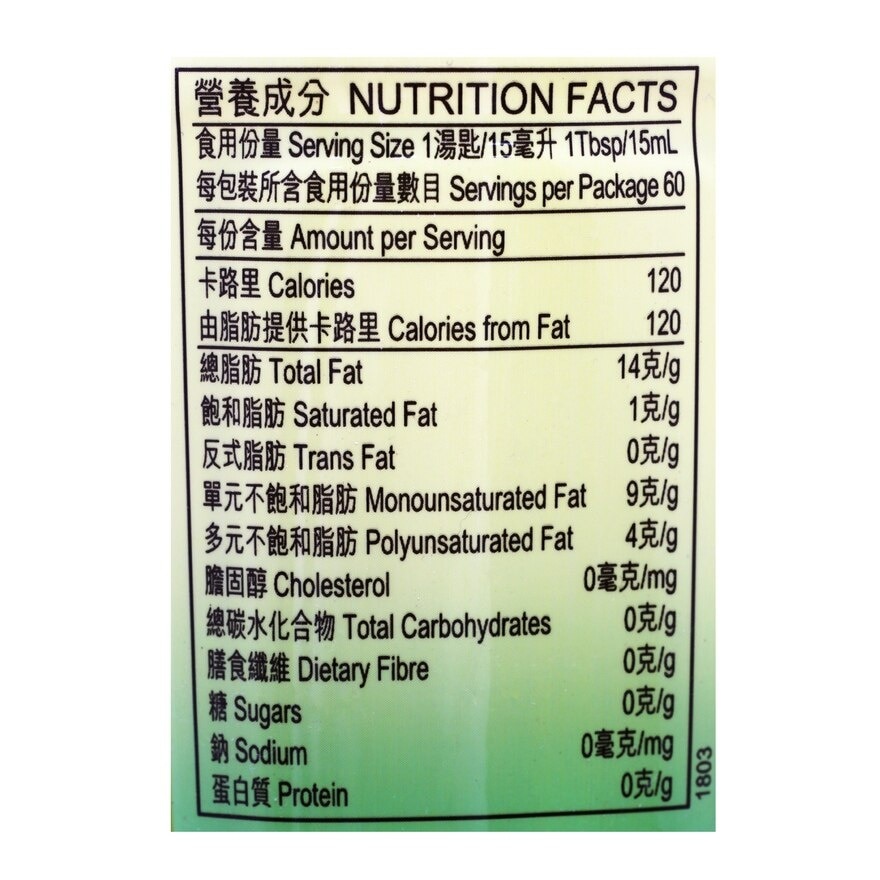 營養成分 NUTRITION FACTS
食用份量 Serving Size 1湯匙/15毫升 1Tbsp/15mL
每包裝所含食用份量數目 Servings per Package 60
每份含量 Amount per Serving
卡路里 Calories 120
由脂肪提供卡路里 Calories from Fat 120
總脂肪 Total Fat 14克/g
飽和脂肪 Saturated Fat 1克/g
反式脂肪 Trans Fat 0克/g
單元不飽和脂肪 Monounsaturated Fat 9克/g
多元不飽和脂肪 Polyunsaturated Fat 4克/g
膽固醇 Cholesterol 0毫克/mg
總碳水化合物 Total Carbohydrates 0克/g
膳食纖維 Dietary Fibre 0克/g
糖 Sugars 0克/g
鈉 Sodium 0毫克/mg
蛋白質 Protein 0克/g
1803